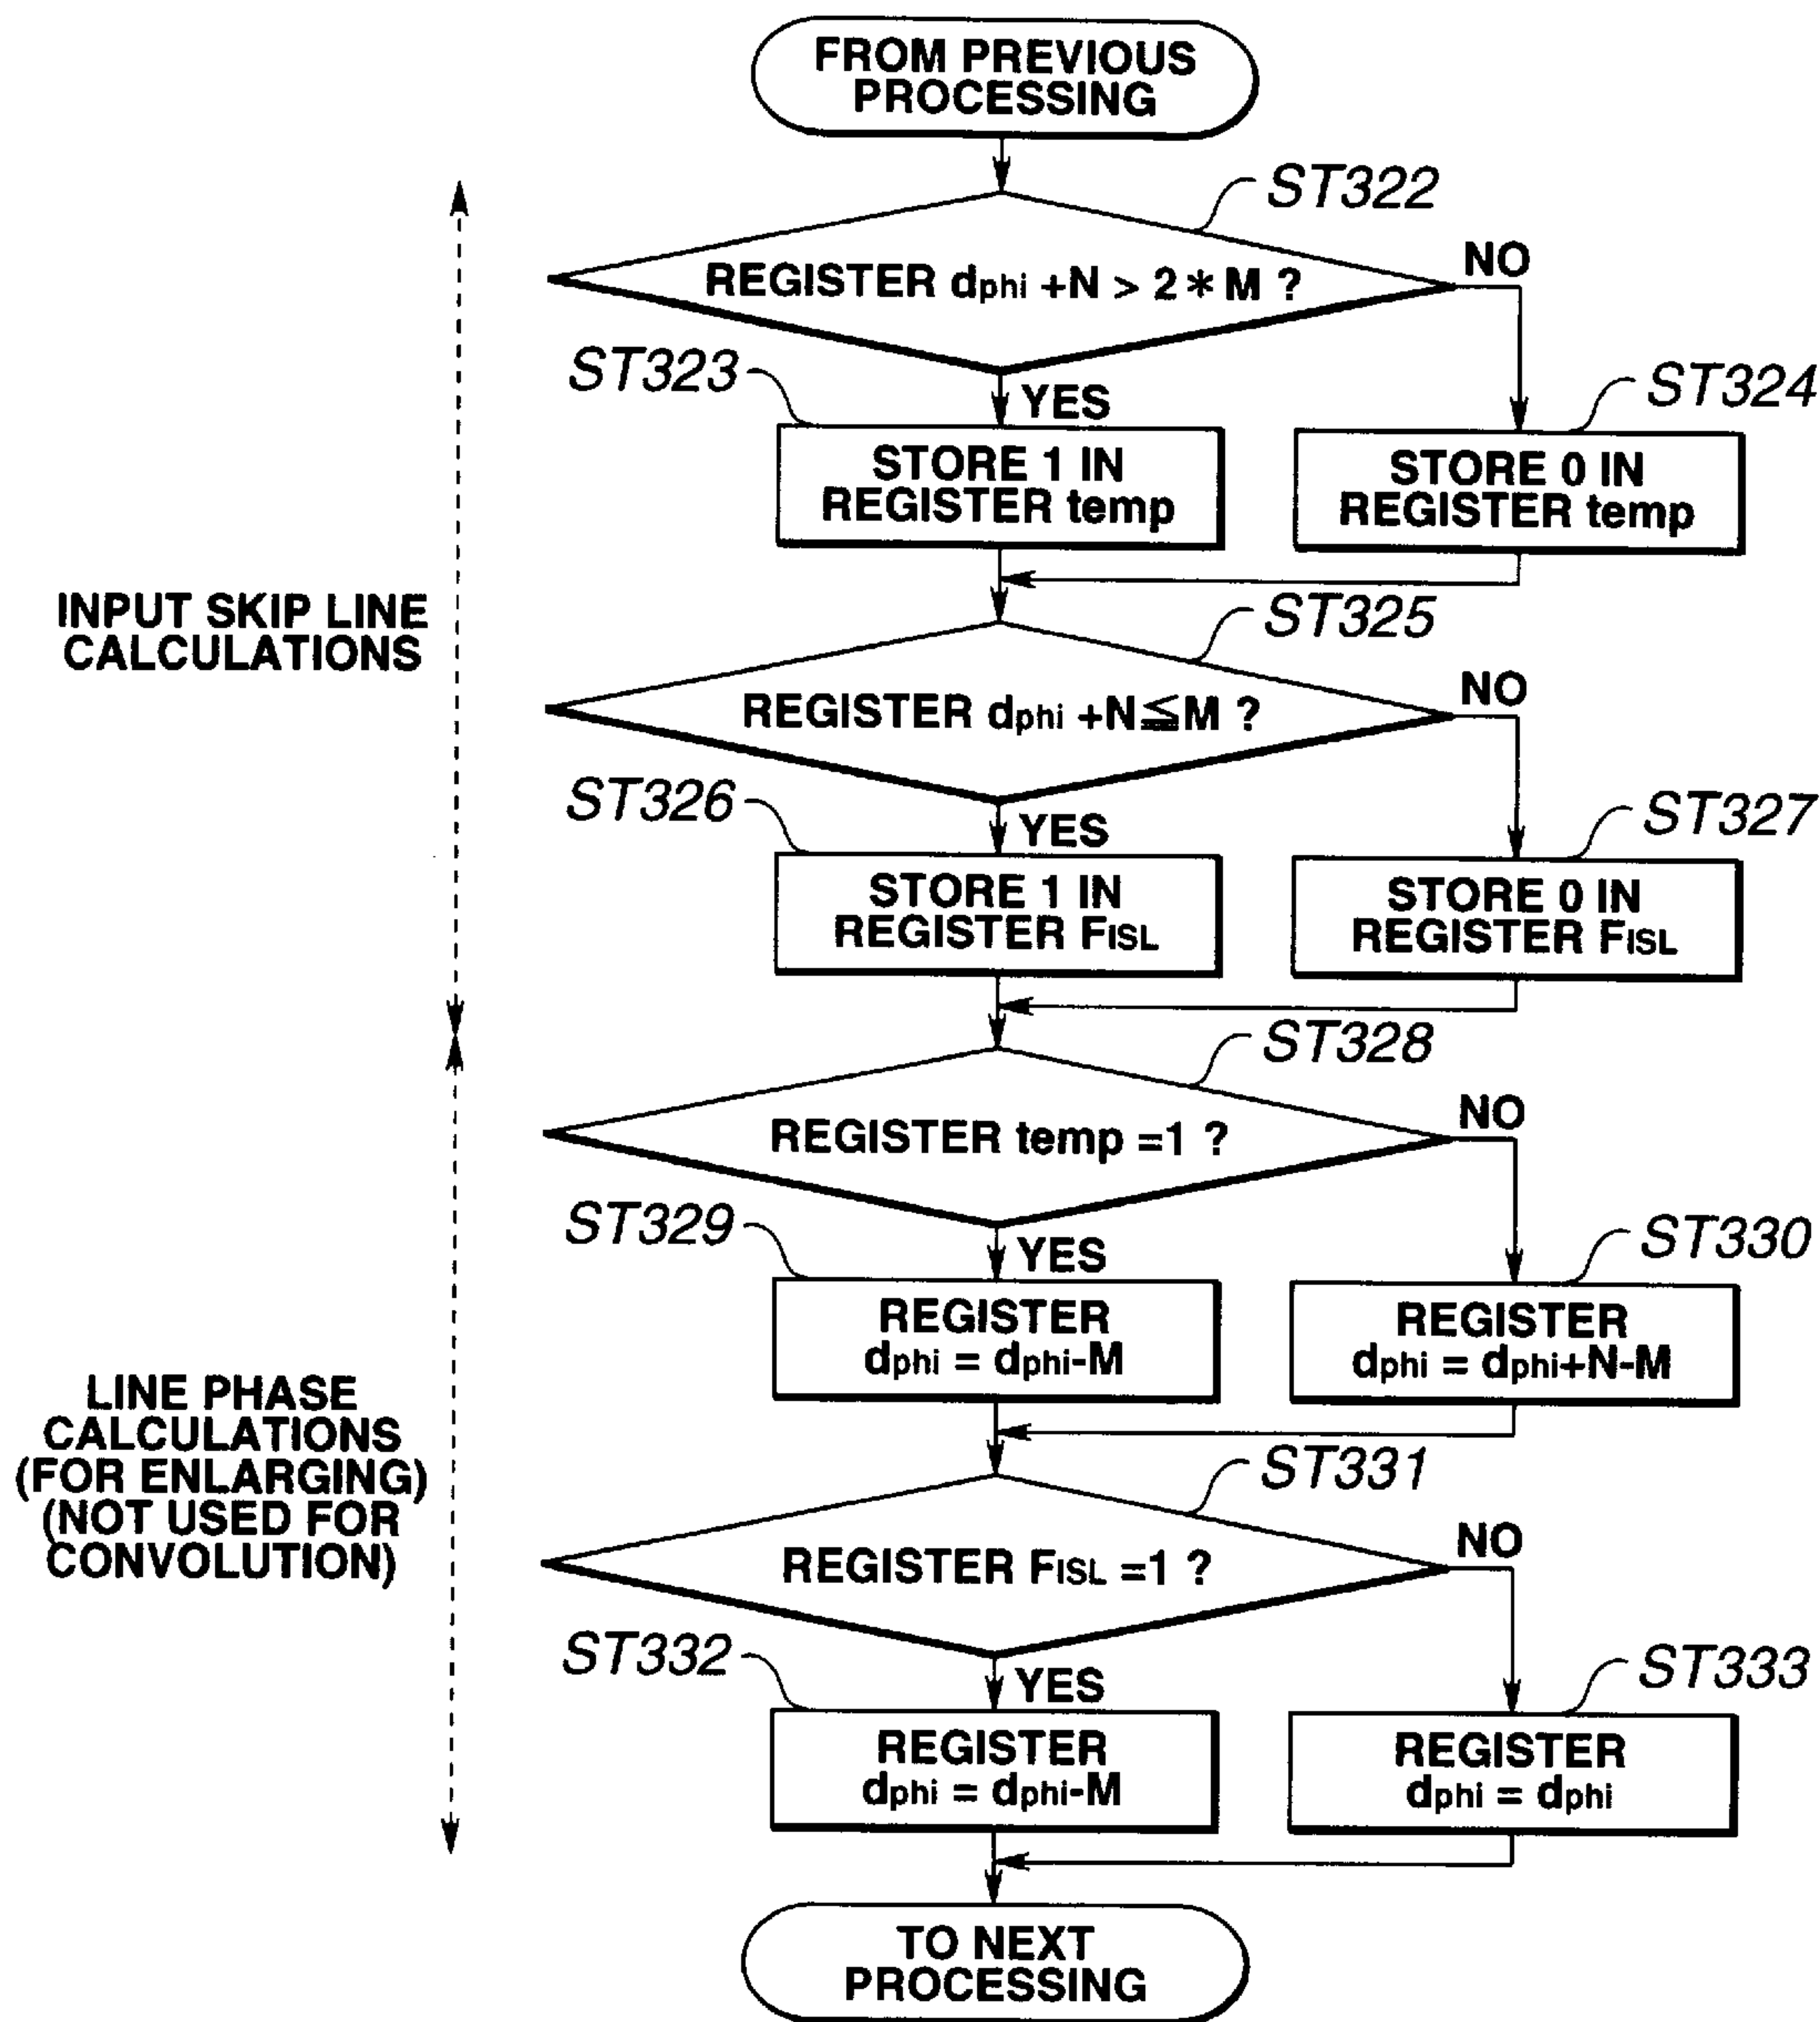 FROM PREVIOUS
PROCESSING
ST322
REGISTER dphi +N > 2 * M ?
NO
ST323
YES
ST324
STORE 1 IN
REGISTER temp
STORE 0 IN
REGISTER temp
INPUT SKIP LINE
CALCULATIONS
ST325
REGISTER dphi +N≦M ?
NO
ST326
YES
ST327
STORE 1 IN
REGISTER FISL
STORE 0 IN
REGISTER FISL
ST328
REGISTER temp =1 ?
NO
ST329
YES
ST330
REGISTER
dphi = dphi-M
REGISTER
dphi = dphi+N-M
LINE PHASE
CALCULATIONS
(FOR ENLARGING)
(NOT USED FOR
CONVOLUTION)
ST331
REGISTER FISL =1 ?
NO
ST332
YES
ST333
REGISTER
dphi = dphi-M
REGISTER
dphi = dphi
TO NEXT
PROCESSING